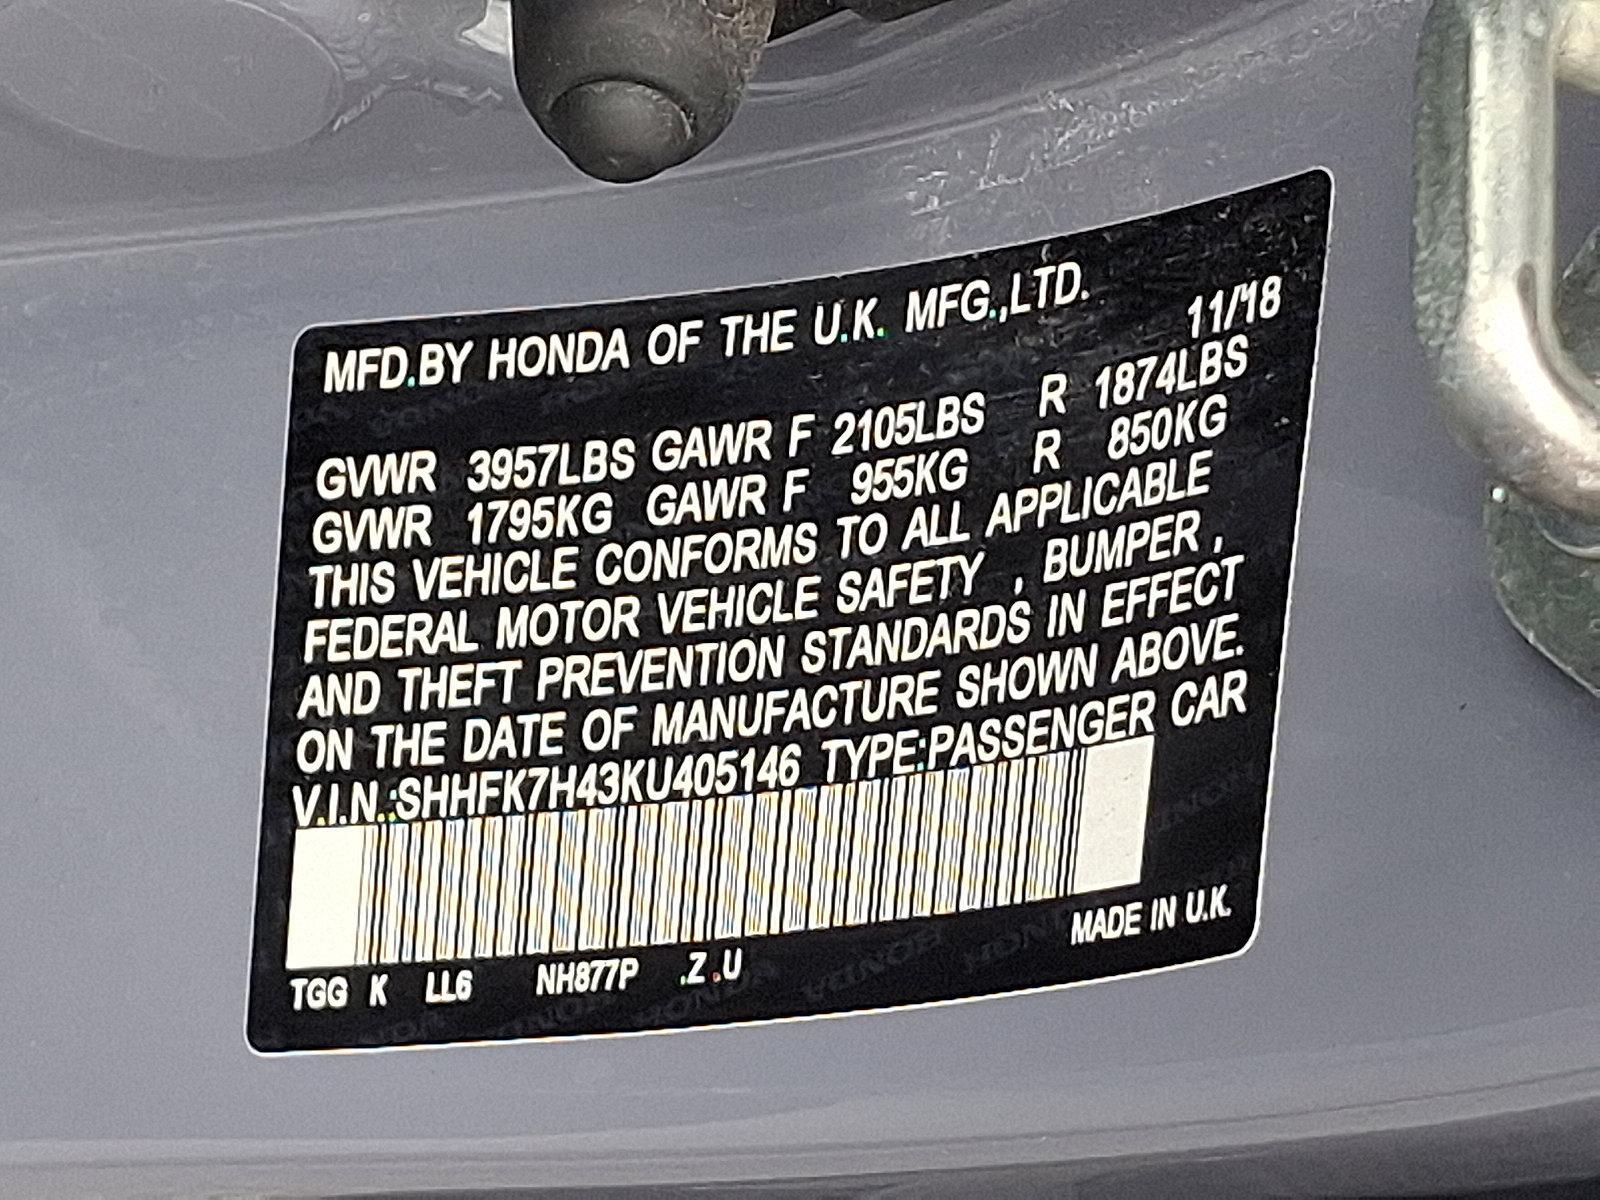 MFD.BY HONDA OF THE U.K. MFG.,LTD.
11/'18
GVWR 3957LBS GAWR F 2105LBS R 1874LBS
GVWR 1795KG GAWR F 955KG R 850KG
THIS VEHICLE CONFORMS TO ALL APPLICABLE
FEDERAL MOTOR VEHICLE SAFETY , BUMPER ,
AND THEFT PREVENTION STANDARDS IN EFFECT
ON THE DATE OF MANUFACTURE SHOWN ABOVE.
V.I.N.:SHHFK7H43KU405146 TYPE:PASSENGER CAR
MADE IN U.K.
TGG K LL6 NH877P .Z .U